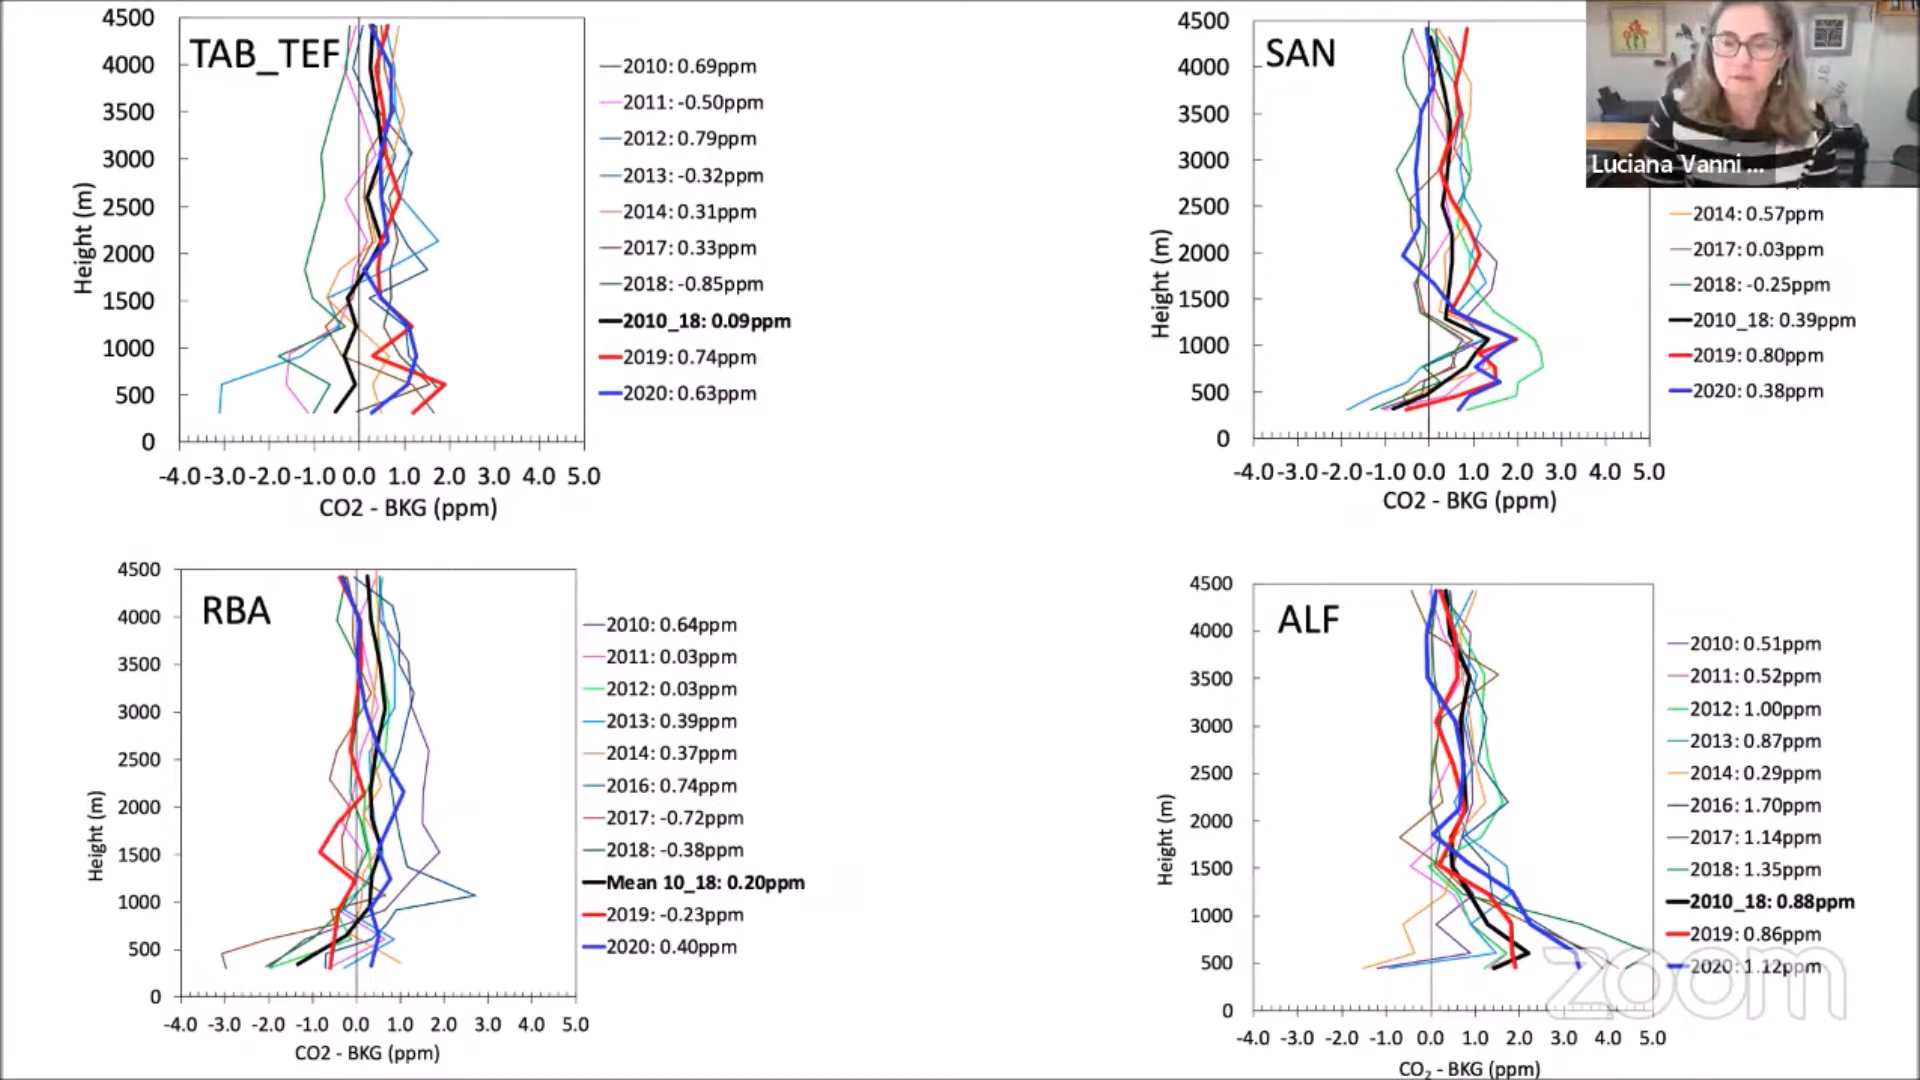 TAB_TEF
4500
4000
3500
3000
2500
2000
1500
1000
500
0
Height (m)
-4.0 -3.0 -2.0 -1.0 0.0 1.0 2.0 3.0 4.0 5.0
CO2 - BKG (ppm)
2010: 0.69ppm
2011: -0.50ppm
2012: 0.79ppm
2013: -0.32ppm
2014: 0.31ppm
2017: 0.33ppm
2018: -0.85ppm
2010_18: 0.09ppm
2019: 0.74ppm
2020: 0.63ppm
SAN
4500
4000
3500
3000
2500
2000
1500
1000
500
0
Height (m)
-4.0 -3.0 -2.0 -1.0 0.0 1.0 2.0 3.0 4.0 5.0
CO2 - BKG (ppm)
Luciana Vanni ...
2014: 0.57ppm
2017: 0.03ppm
2018: -0.25ppm
2010_18: 0.39ppm
2019: 0.80ppm
2020: 0.38ppm
RBA
4500
4000
3500
3000
2500
2000
1500
1000
500
0
Height (m)
-4.0 -3.0 -2.0 -1.0 0.0 1.0 2.0 3.0 4.0 5.0
CO2 - BKG (ppm)
2010: 0.64ppm
2011: 0.03ppm
2012: 0.03ppm
2013: 0.39ppm
2014: 0.37ppm
2016: 0.74ppm
2017: -0.72ppm
2018: -0.38ppm
Mean 10_18: 0.20ppm
2019: -0.23ppm
2020: 0.40ppm
ALF
4500
4000
3500
3000
2500
2000
1500
1000
500
0
Height (m)
-4.0 -3.0 -2.0 -1.0 0.0 1.0 2.0 3.0 4.0 5.0
CO₂ - BKG (ppm)
2010: 0.51ppm
2011: 0.52ppm
2012: 1.00ppm
2013: 0.87ppm
2014: 0.29ppm
2016: 1.70ppm
2017: 1.14ppm
2018: 1.35ppm
2010_18: 0.88ppm
2019: 0.86ppm
2020: 1.12ppm
zoom